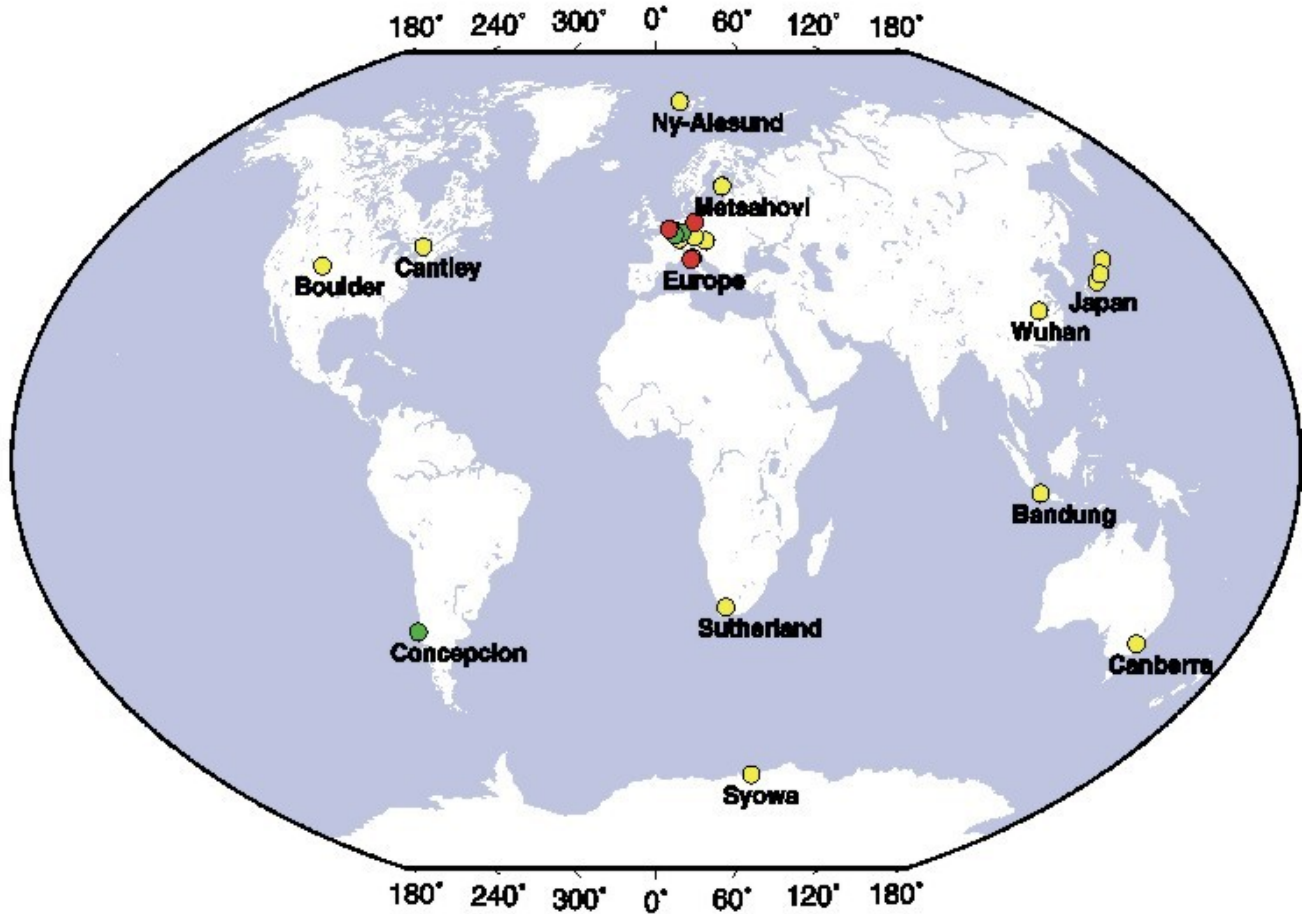 180° 240° 300° 0° 60° 120° 180°
Ny-Alesund
Metsahovi
Cantley
Boulder
Europe
Japan
Wuhan
Bandung
Sutherland
Concepcion
Canberra
Syowa
180° 240° 300° 0° 60° 120° 180°